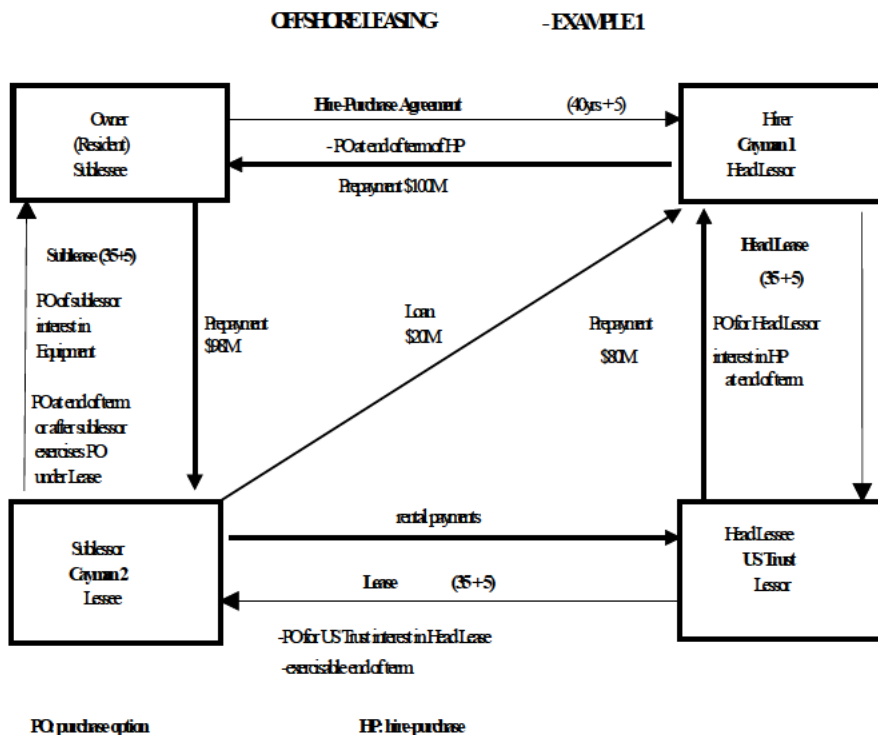 OFFSHORE LEASING - EXAMPLE 1
Owner
(Resident)
Sublessee
Hire-Purchase Agreement (40yrs + 5)
- PO at end of term of HP
Prepayment $100M
Hirer
Cayman 1
Head Lessor
Sublease (35+5)
PO of sublessor
interest in
Equipment
PO at end of term
or after sublessor
exercises PO
under Lease
Prepayment
$98M
Loan
$20M
Prepayment
$80M
Head Lease
(35 + 5)
PO for Head Lessor
interest in HP
at end of term
Sublessor
Cayman 2
Lessee
rental payments
Lease (35 + 5)
-PO for US Trust interest in Head Lease
-exercisable end of term
Head Lessee
US Trust
Lessor
PO: purchase option HP: hire-purchase